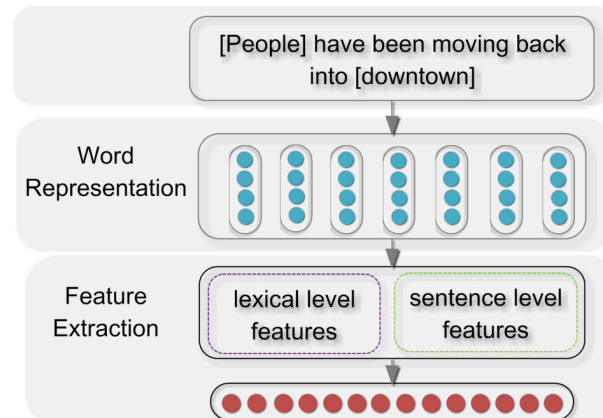 [People] have been moving back
into [downtown]
Word
Representation
Feature
Extraction
lexical level
features
sentence level
features